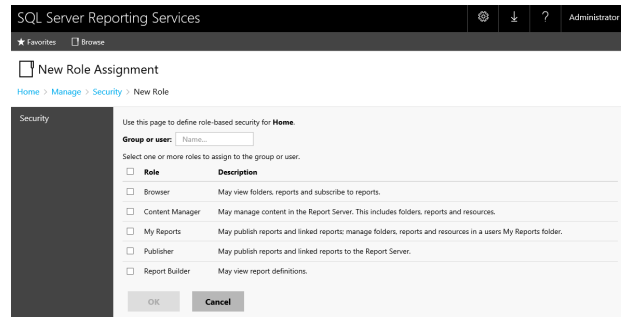 SQL Server Reporting Services
? Administrator
Favorites Browse
New Role Assignment
Home > Manage > Security > New Role
Security
Use this page to define role-based security for Home.
Group or user: Name...
Select one or more roles to assign to the group or user.
Role Description
Browser May view folders, reports and subscribe to reports.
Content Manager May manage content in the Report Server. This includes folders, reports and resources.
My Reports May publish reports and linked reports; manage folders, reports and resources in a users My Reports folder.
Publisher May publish reports and linked reports to the Report Server.
Report Builder May view report definitions.
OK Cancel